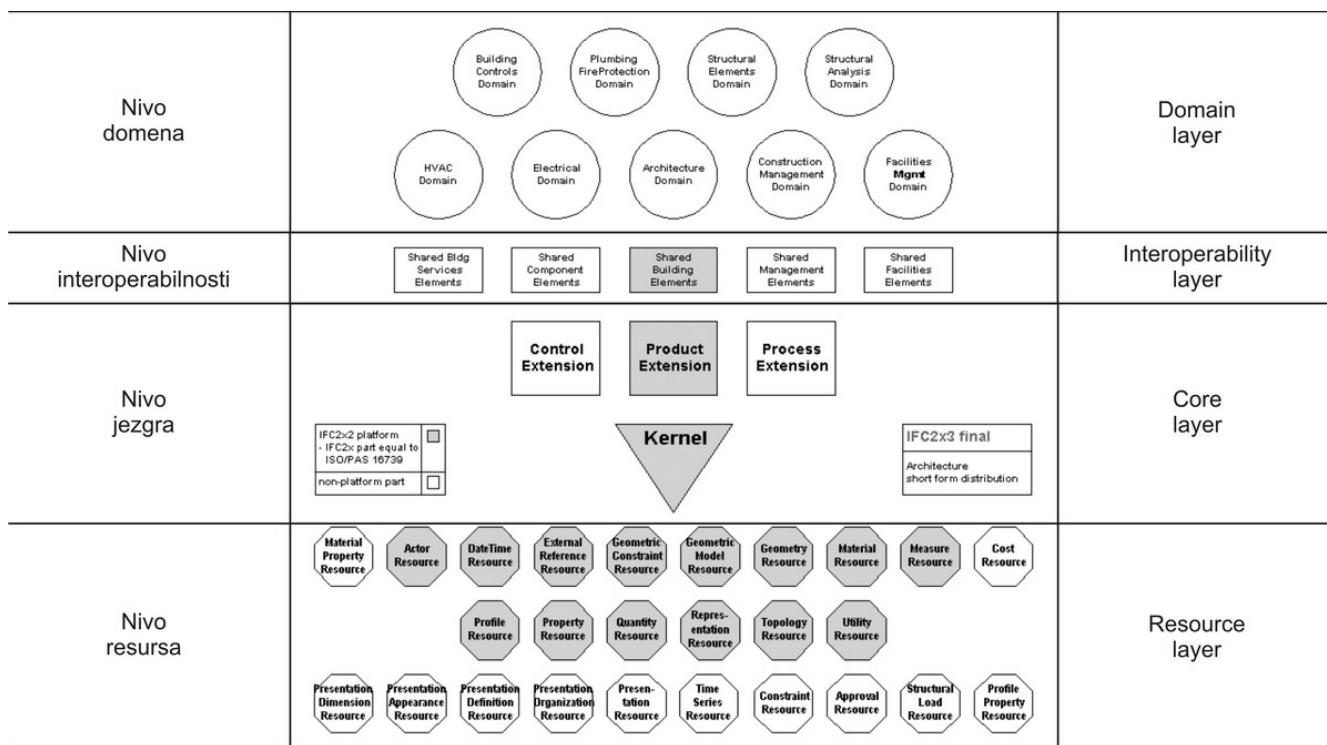 Nivo
domena
Building
Controls
Domain
Plumbing
FireProtection
Domain
Structural
Elements
Domain
Structural
Analysis
Domain
HVAC
Domain
Electrical
Domain
Architecture
Domain
Construction
Management
Domain
Facilities
Mgmt
Domain
Domain
layer
Nivo
interoperabilnosti
Shared Bldg
Services
Elements
Shared
Component
Elements
Shared
Building
Elements
Shared
Management
Elements
Shared
Facilities
Elements
Interoperability
layer
Nivo
jezgra
Control
Extension
Product
Extension
Process
Extension
IFC2x2 platform
- IFC2x part equal to
ISO/PAS 16739
non-platform part
Kernel
IFC2x3 final
Architecture
short form distribution
Core
layer
Nivo
resursa
Material
Property
Resource
Actor
Resource
DateTime
Resource
External
Reference
Resource
Geometric
Constraint
Resource
Geometric
Model
Resource
Geometry
Resource
Material
Resource
Measure
Resource
Cost
Resource
Profile
Resource
Property
Resource
Quantity
Resource
Repres-
entation
Resource
Topology
Resource
Utility
Resource
Presentation
Dimension
Resource
Presentation
Appearance
Resource
Presentation
Definition
Resource
Presentation
Organization
Resource
Presen-
tation
Resource
Time
Series
Resource
Constraint
Resource
Approval
Resource
Structural
Load
Resource
Profile
Property
Resource
Resource
layer